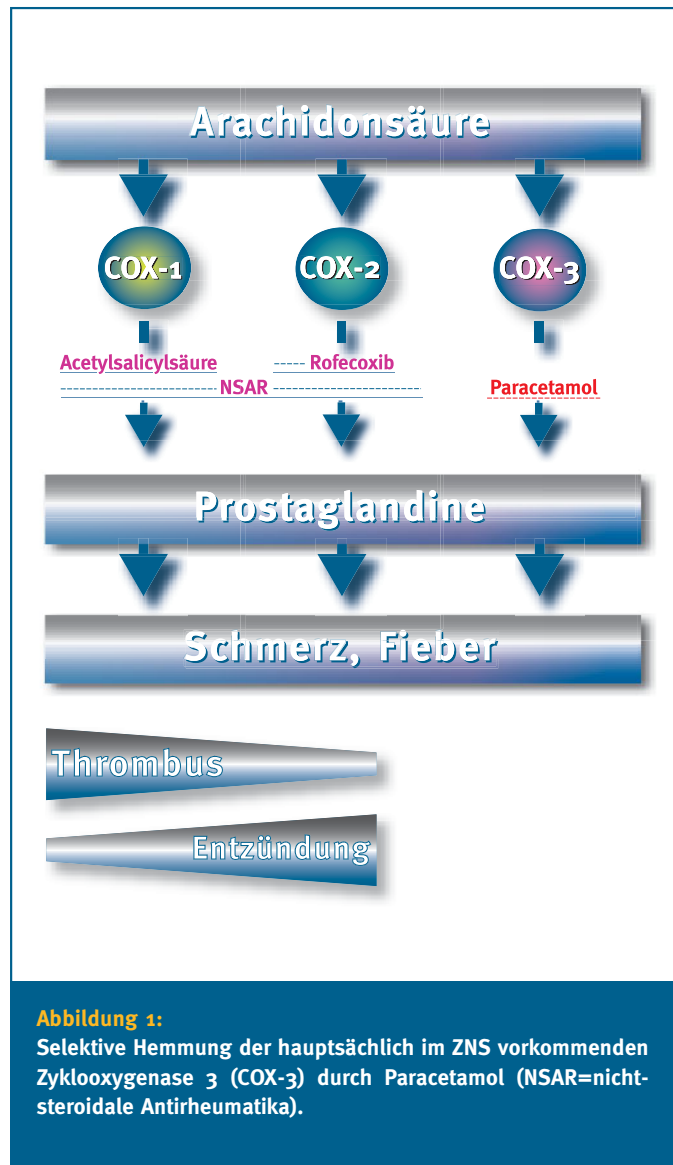 Arachidonsäure
COX-1 COX-2 COX-3
Acetylsalicylsäure ----- Rofecoxib
NSAR Paracetamol
Prostaglandine
Schmerz, Fieber
Thrombus
Entzündung
Abbildung 1:
Selektive Hemmung der hauptsächlich im ZNS vorkommenden
Zyklooxygenase 3 (COX-3) durch Paracetamol (NSAR=nicht-
steroidale Antirheumatika).